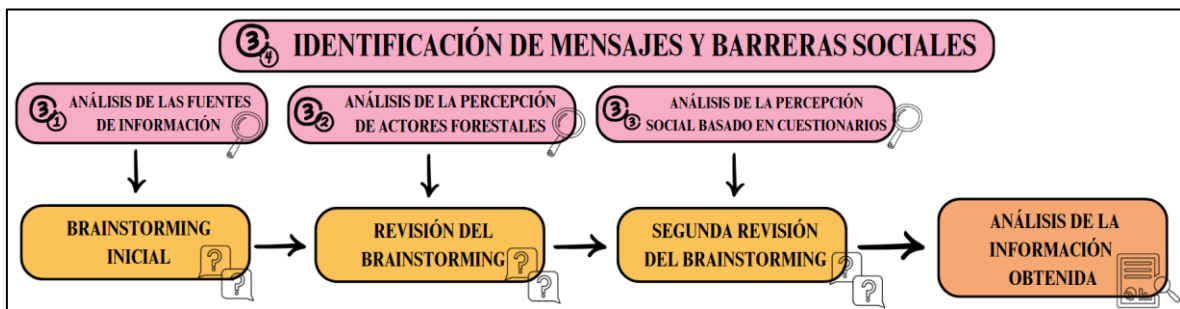 3.4 IDENTIFICACIÓN DE MENSAJES Y BARRERAS SOCIALES
3.1 ANÁLISIS DE LAS FUENTES
DE INFORMACIÓN
3.2 ANÁLISIS DE LA PERCEPCIÓN
DE ACTORES FORESTALES
3.3 ANÁLISIS DE LA PERCEPCIÓN
SOCIAL BASADO EN CUESTIONARIOS
BRAINSTORMING
INICIAL
? ?
REVISIÓN DEL
BRAINSTORMING
? ?
SEGUNDA REVISIÓN
DEL BRAINSTORMING
? ?
ANÁLISIS DE LA
INFORMACIÓN
OBTENIDA